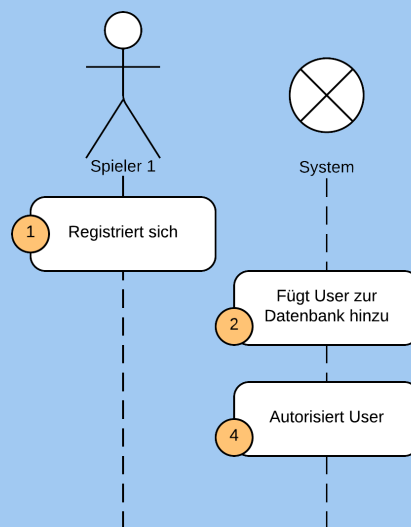 Spieler 1
System
1
Registriert sich
Fügt User zur
Datenbank hinzu
2
Autorisiert User
4